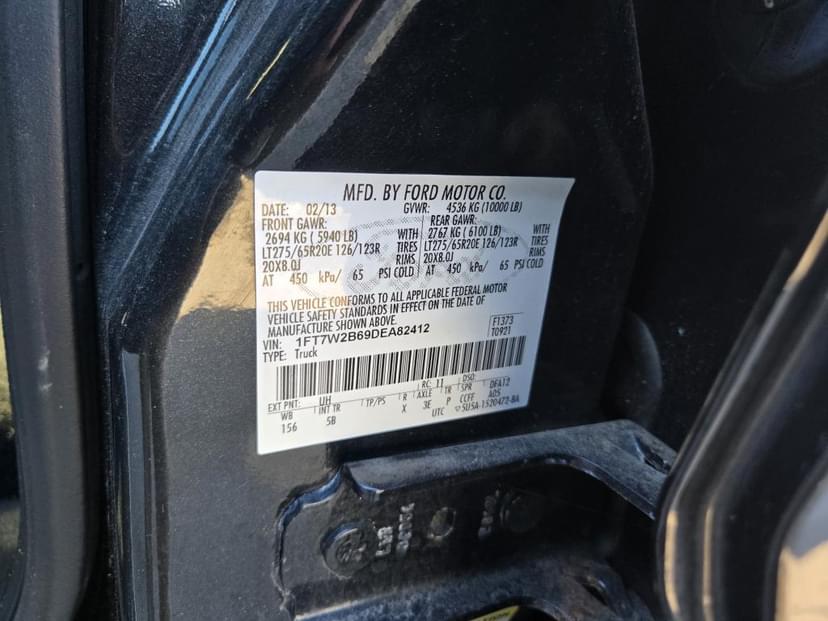 MFD. BY FORD MOTOR CO.
DATE: 02/13 GVWR: 4536 KG (10000 LB)
FRONT GAWR: REAR GAWR:
2694 KG ( 5940 LB) WITH 2767 KG ( 6100 LB) WITH
LT275/65R20E 126/123R TIRES LT275/65R20E 126/123R TIRES
20X8.0J RIMS 20X8.0J RIMS
AT 450 kPa/ 65 PSI COLD AT 450 kPa/ 65 PSI COLD
THIS VEHICLE CONFORMS TO ALL APPLICABLE FEDERAL MOTOR
VEHICLE SAFETY STANDARDS IN EFFECT ON THE DATE OF
MANUFACTURE SHOWN ABOVE.
VIN: 1FT7W2B69DEA82412 F1373
TYPE: Truck T0921
EXT PNT: UH RC: 11 DSO:
WB INT TR TP/PS R AXLE TR SPR DFA12
156 5B X 3E P CCFF A05
UTC ▽5U5A-1520472-BA